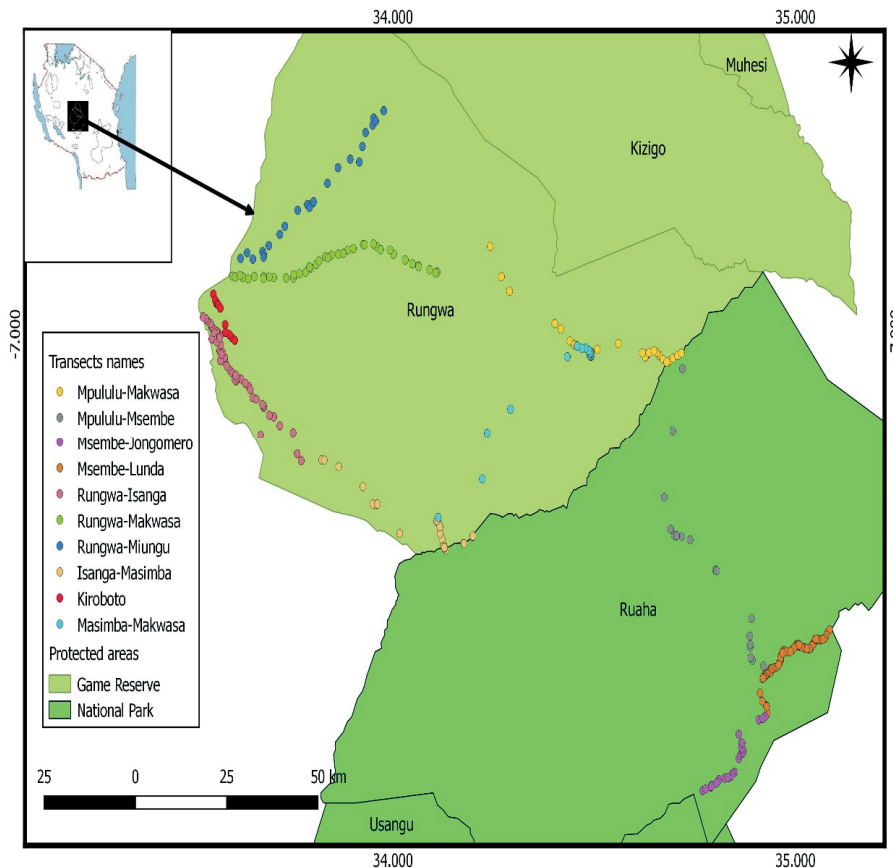 34.000
35.000
Muhesi
Kizigo
Rungwa
-7.000
-7.000
Transects names
Mpululu-Makwasa
Mpululu-Msembe
Msembe-Jongomero
Msembe-Lunda
Rungwa-Isanga
Rungwa-Makwasa
Rungwa-Miungu
Isanga-Masimba
Kiroboto
Masimba-Makwasa
Protected areas
Game Reserve
National Park
Ruaha
25 0 25 50 km
Usangu
34.000
35.000